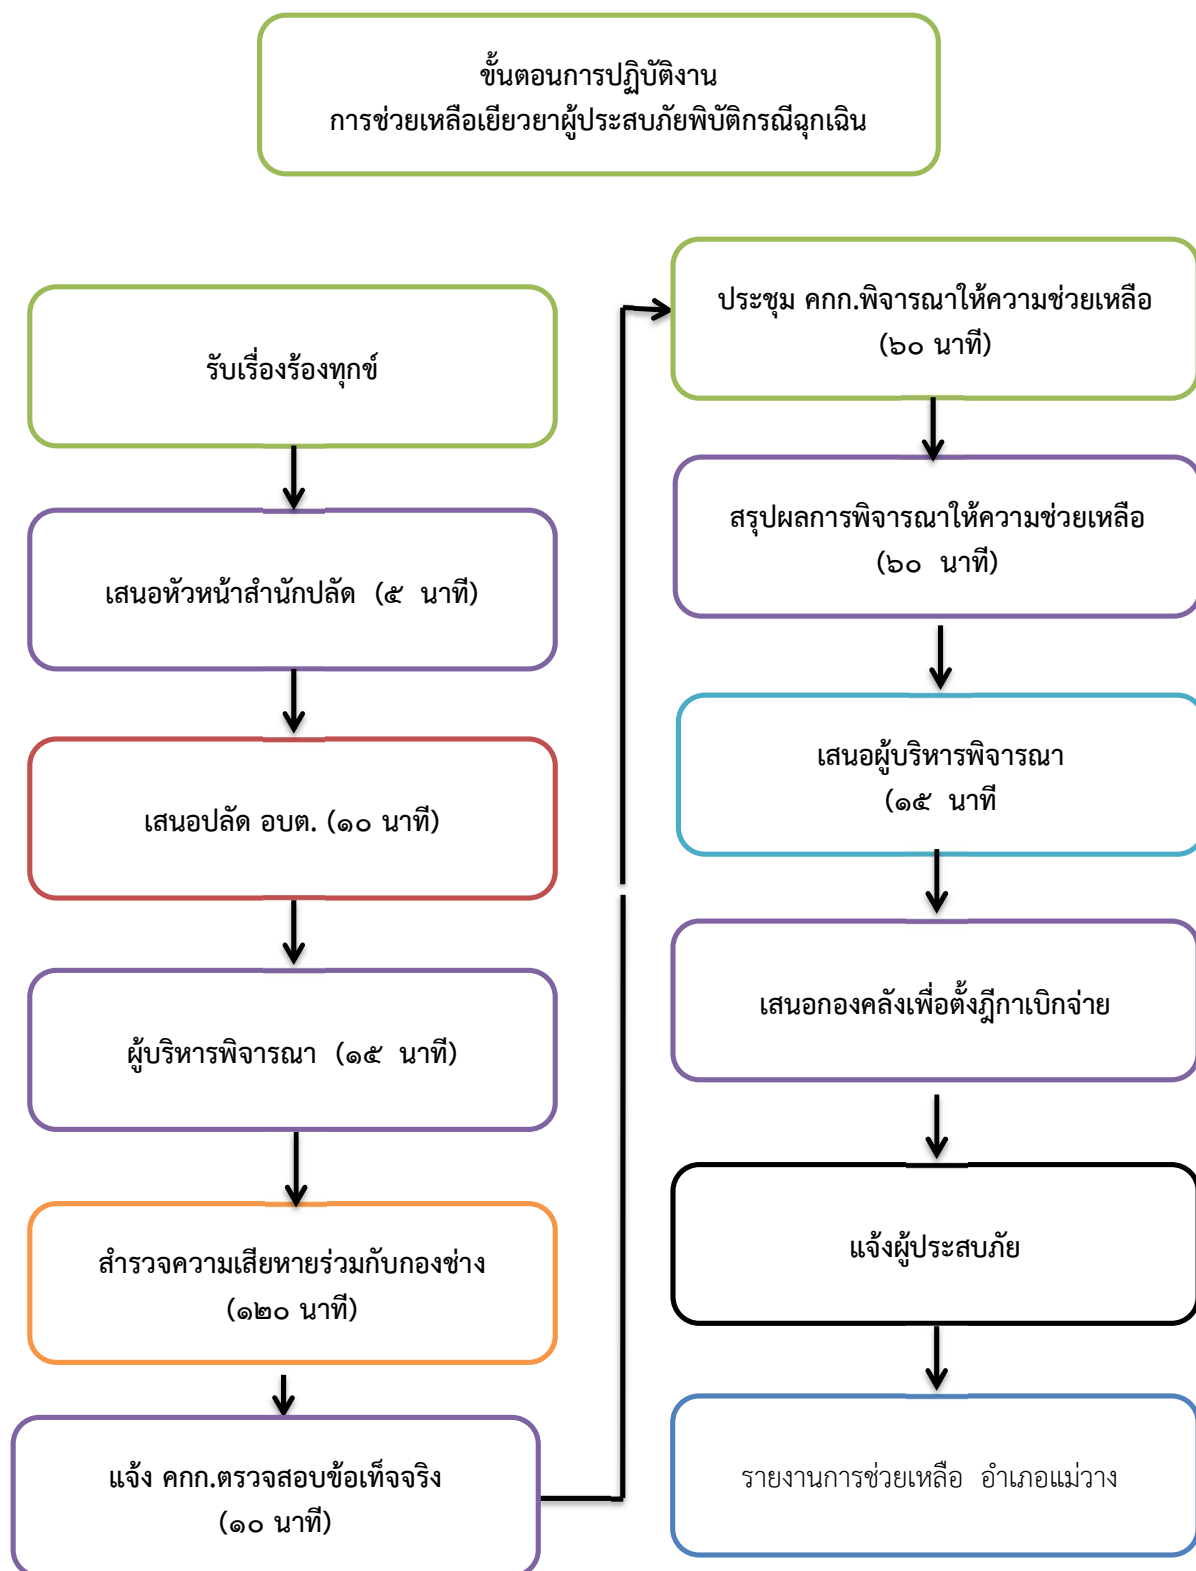 ขั้นตอนการปฏิบัติงาน
การช่วยเหลือเยียวยาผู้ประสบภัยพิบัติกรณีฉุกเฉิน
รับเรื่องร้องทุกข์
เสนอหัวหน้าสำนักปลัด (๕ นาที)
เสนอปลัด อบต. (๑๐ นาที)
ผู้บริหารพิจารณา (๑๕ นาที)
สำรวจความเสียหายร่วมกับกองช่าง
(๑๒๐ นาที)
แจ้ง คกก.ตรวจสอบข้อเท็จจริง
(๑๐ นาที)
ประชุม คกก.พิจารณาให้ความช่วยเหลือ
(๖๐ นาที)
สรุปผลการพิจารณาให้ความช่วยเหลือ
(๖๐ นาที)
เสนอผู้บริหารพิจารณา
(๑๕ นาที
เสนอกองคลังเพื่อตั้งฎีกาเบิกจ่าย
แจ้งผู้ประสบภัย
รายงานการช่วยเหลือ อำเภอแม่วาง